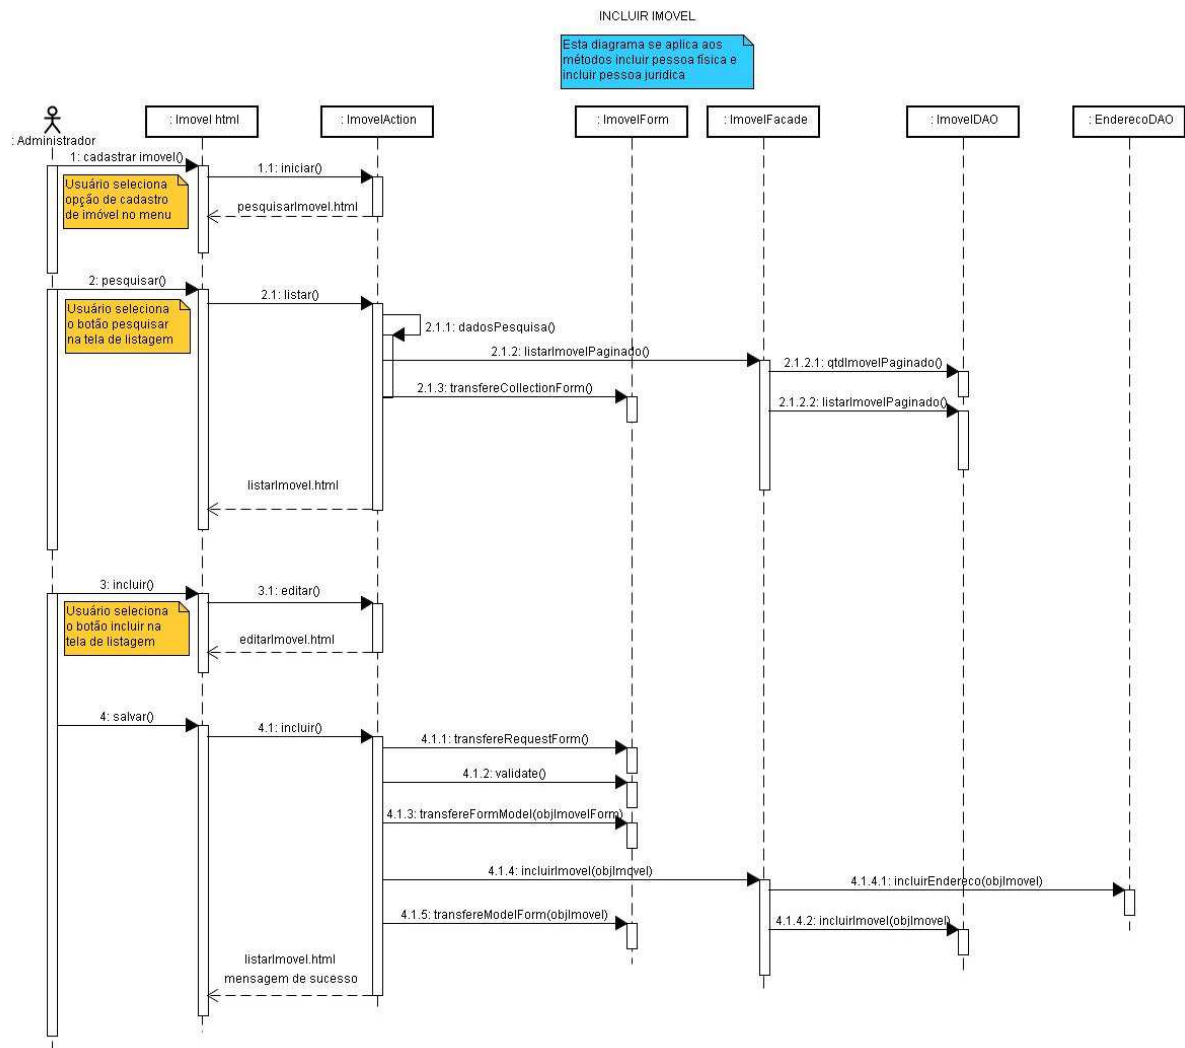 INCLUIR IMOVEL
Esta diagrama se aplica aos
métodos incluir pessoa física e
incluir pessoa juridica
: Administrador
: Imovel html
: ImovelAction
: ImovelForm
: ImovelFacade
: ImovelDAO
: EnderecoDAO
1: cadastrar imovel()
1.1: iniciar()
Usuário seleciona
opção de cadastro
de imóvel no menu
pesquisarImovel.html
2: pesquisar()
2.1: listar()
Usuário seleciona
o botão pesquisar
na tela de listagem
2.1.1: dadosPesquisa()
2.1.2: listarImovelPaginado()
2.1.2.1: qtdImovelPaginado()
2.1.3: transfereCollectionForm()
2.1.2.2: listarImovelPaginado()
listarImovel.html
3: incluir()
3.1: editar()
Usuário seleciona
o botão incluir na
tela de listagem
editarImovel.html
4: salvar()
4.1: incluir()
4.1.1: transfereRequestForm()
4.1.2: validate()
4.1.3: transfereFormModel(objImovelForm)
4.1.4: incluirImovel(objImovel)
4.1.4.1: incluirEndereco(objImovel)
4.1.5: transfereModelForm(objImovel)
4.1.4.2: incluirImovel(objImovel)
listarImovel.html
mensagem de sucesso